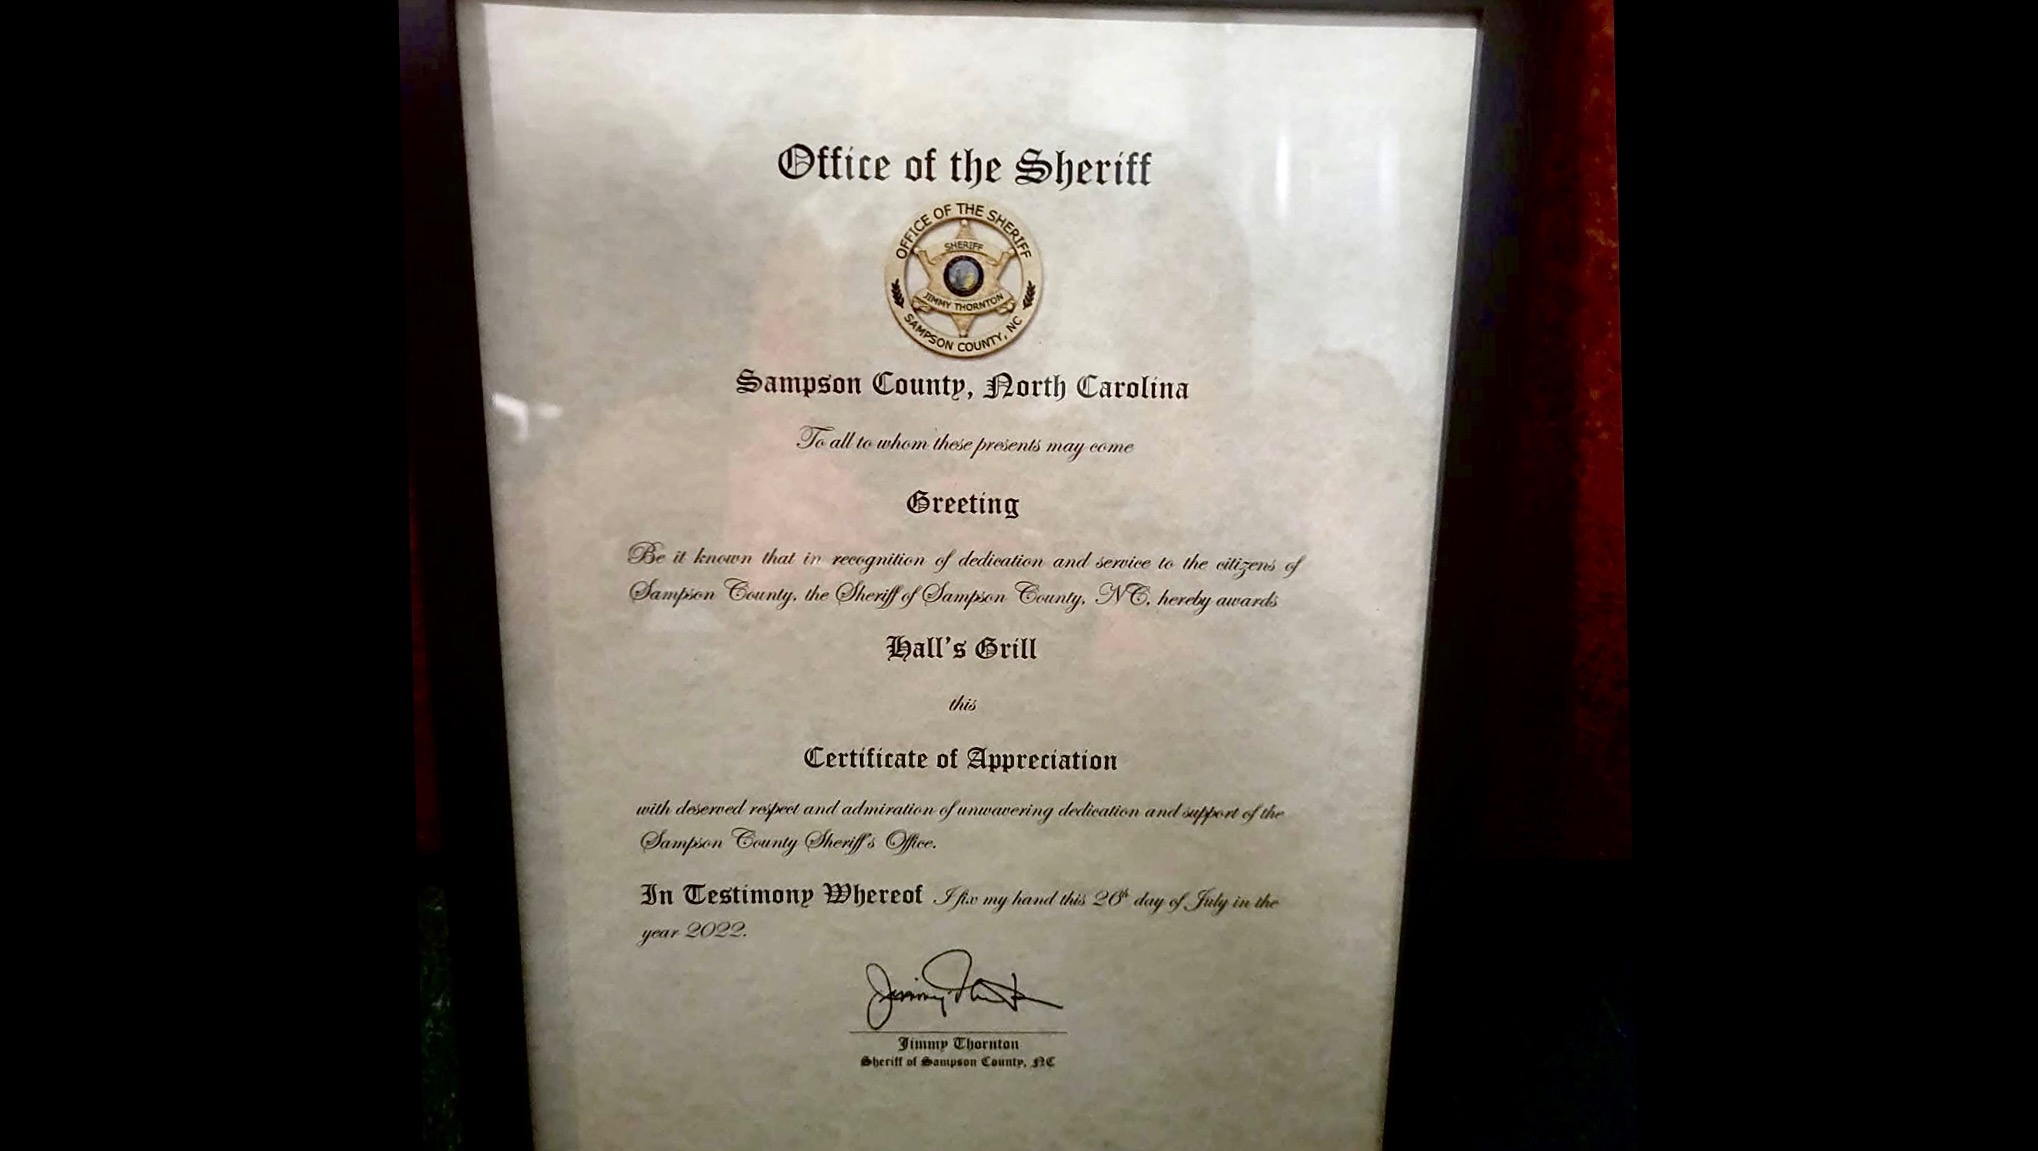 Office of the Sheriff
OFFICE OF THE SHERIFF
SHERIFF
JIMMY THORNTON
SAMPSON COUNTY, NC
Sampson County, North Carolina
To all to whom these presents may come
Greeting
Be it known that in recognition of dedication and service to the citizens of
Sampson County, the Sheriff of Sampson County, NC, hereby awards
Hall's Grill
this
Certificate of Appreciation
with deserved respect and admiration of unwavering dedication and support of the
Sampson County Sheriff's Office.
In Testimony Whereof I fix my hand this 26th day of July in the
year 2022.
Jimmy Thornton
Jimmy Thornton
Sheriff of Sampson County, NC